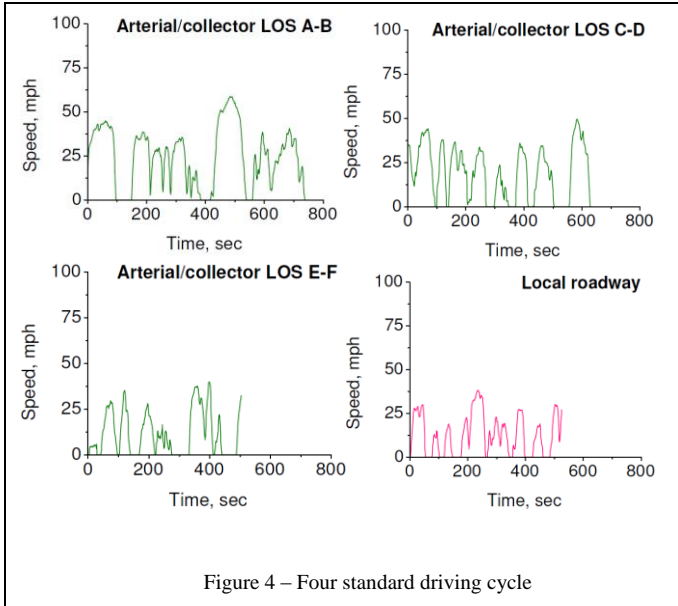 Arterial/collector LOS A-B
100
75
50
25
0
Speed, mph
0 200 400 600 800
Time, sec
Arterial/collector LOS C-D
100
75
50
25
0
Speed, mph
0 200 400 600 800
Time, sec
Arterial/collector LOS E-F
100
75
50
25
0
Speed, mph
0 200 400 600 800
Time, sec
Local roadway
100
75
50
25
0
Speed, mph
0 200 400 600 800
Time, sec
Figure 4 – Four standard driving cycle